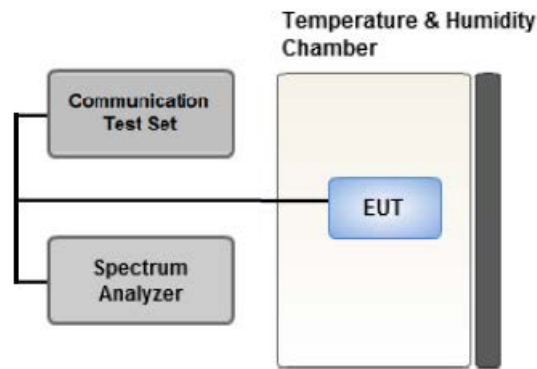 Temperature & Humidity
Chamber
Communication
Test Set
EUT
Spectrum
Analyzer